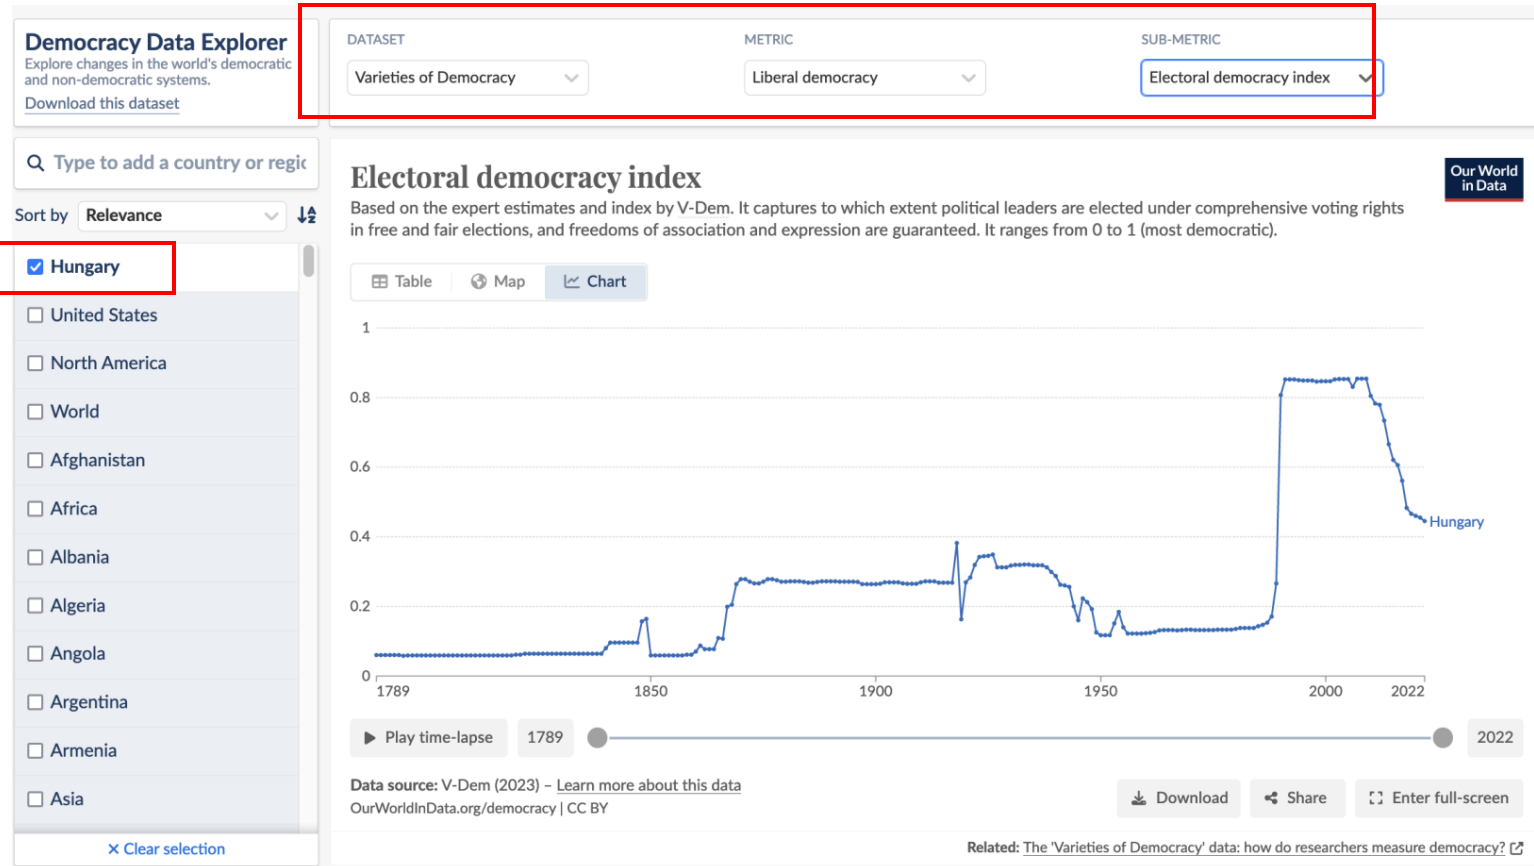 Democracy Data Explorer
Explore changes in the world's democratic
and non-democratic systems.
Download this dataset
DATASET
Varieties of Democracy
METRIC
Liberal democracy
SUB-METRIC
Electoral democracy index
Type to add a country or regic
Sort by
Relevance
Hungary
United States
North America
World
Afghanistan
Africa
Albania
Algeria
Angola
Argentina
Armenia
Asia
Clear selection
Electoral democracy index
Our World
in Data
Based on the expert estimates and index by V-Dem. It captures to which extent political leaders are elected under comprehensive voting rights
in free and fair elections, and freedoms of association and expression are guaranteed. It ranges from 0 to 1 (most democratic).
Table
Map
Chart
1
0.8
0.6
0.4
0.2
0
Hungary
1789
1850
1900
1950
2000
2022
Play time-lapse
1789
2022
Data source: V-Dem (2023) – Learn more about this data
OurWorldInData.org/democracy | CC BY
Download
Share
Enter full-screen
Related: The 'Varieties of Democracy' data: how do researchers measure democracy?